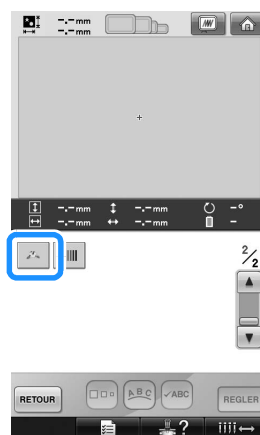 -.- mm
-.- mm
-.- mm -.- mm -°
-.- mm -.- mm -
2/2
RETOUR ABC ✓ABC REGLER
?